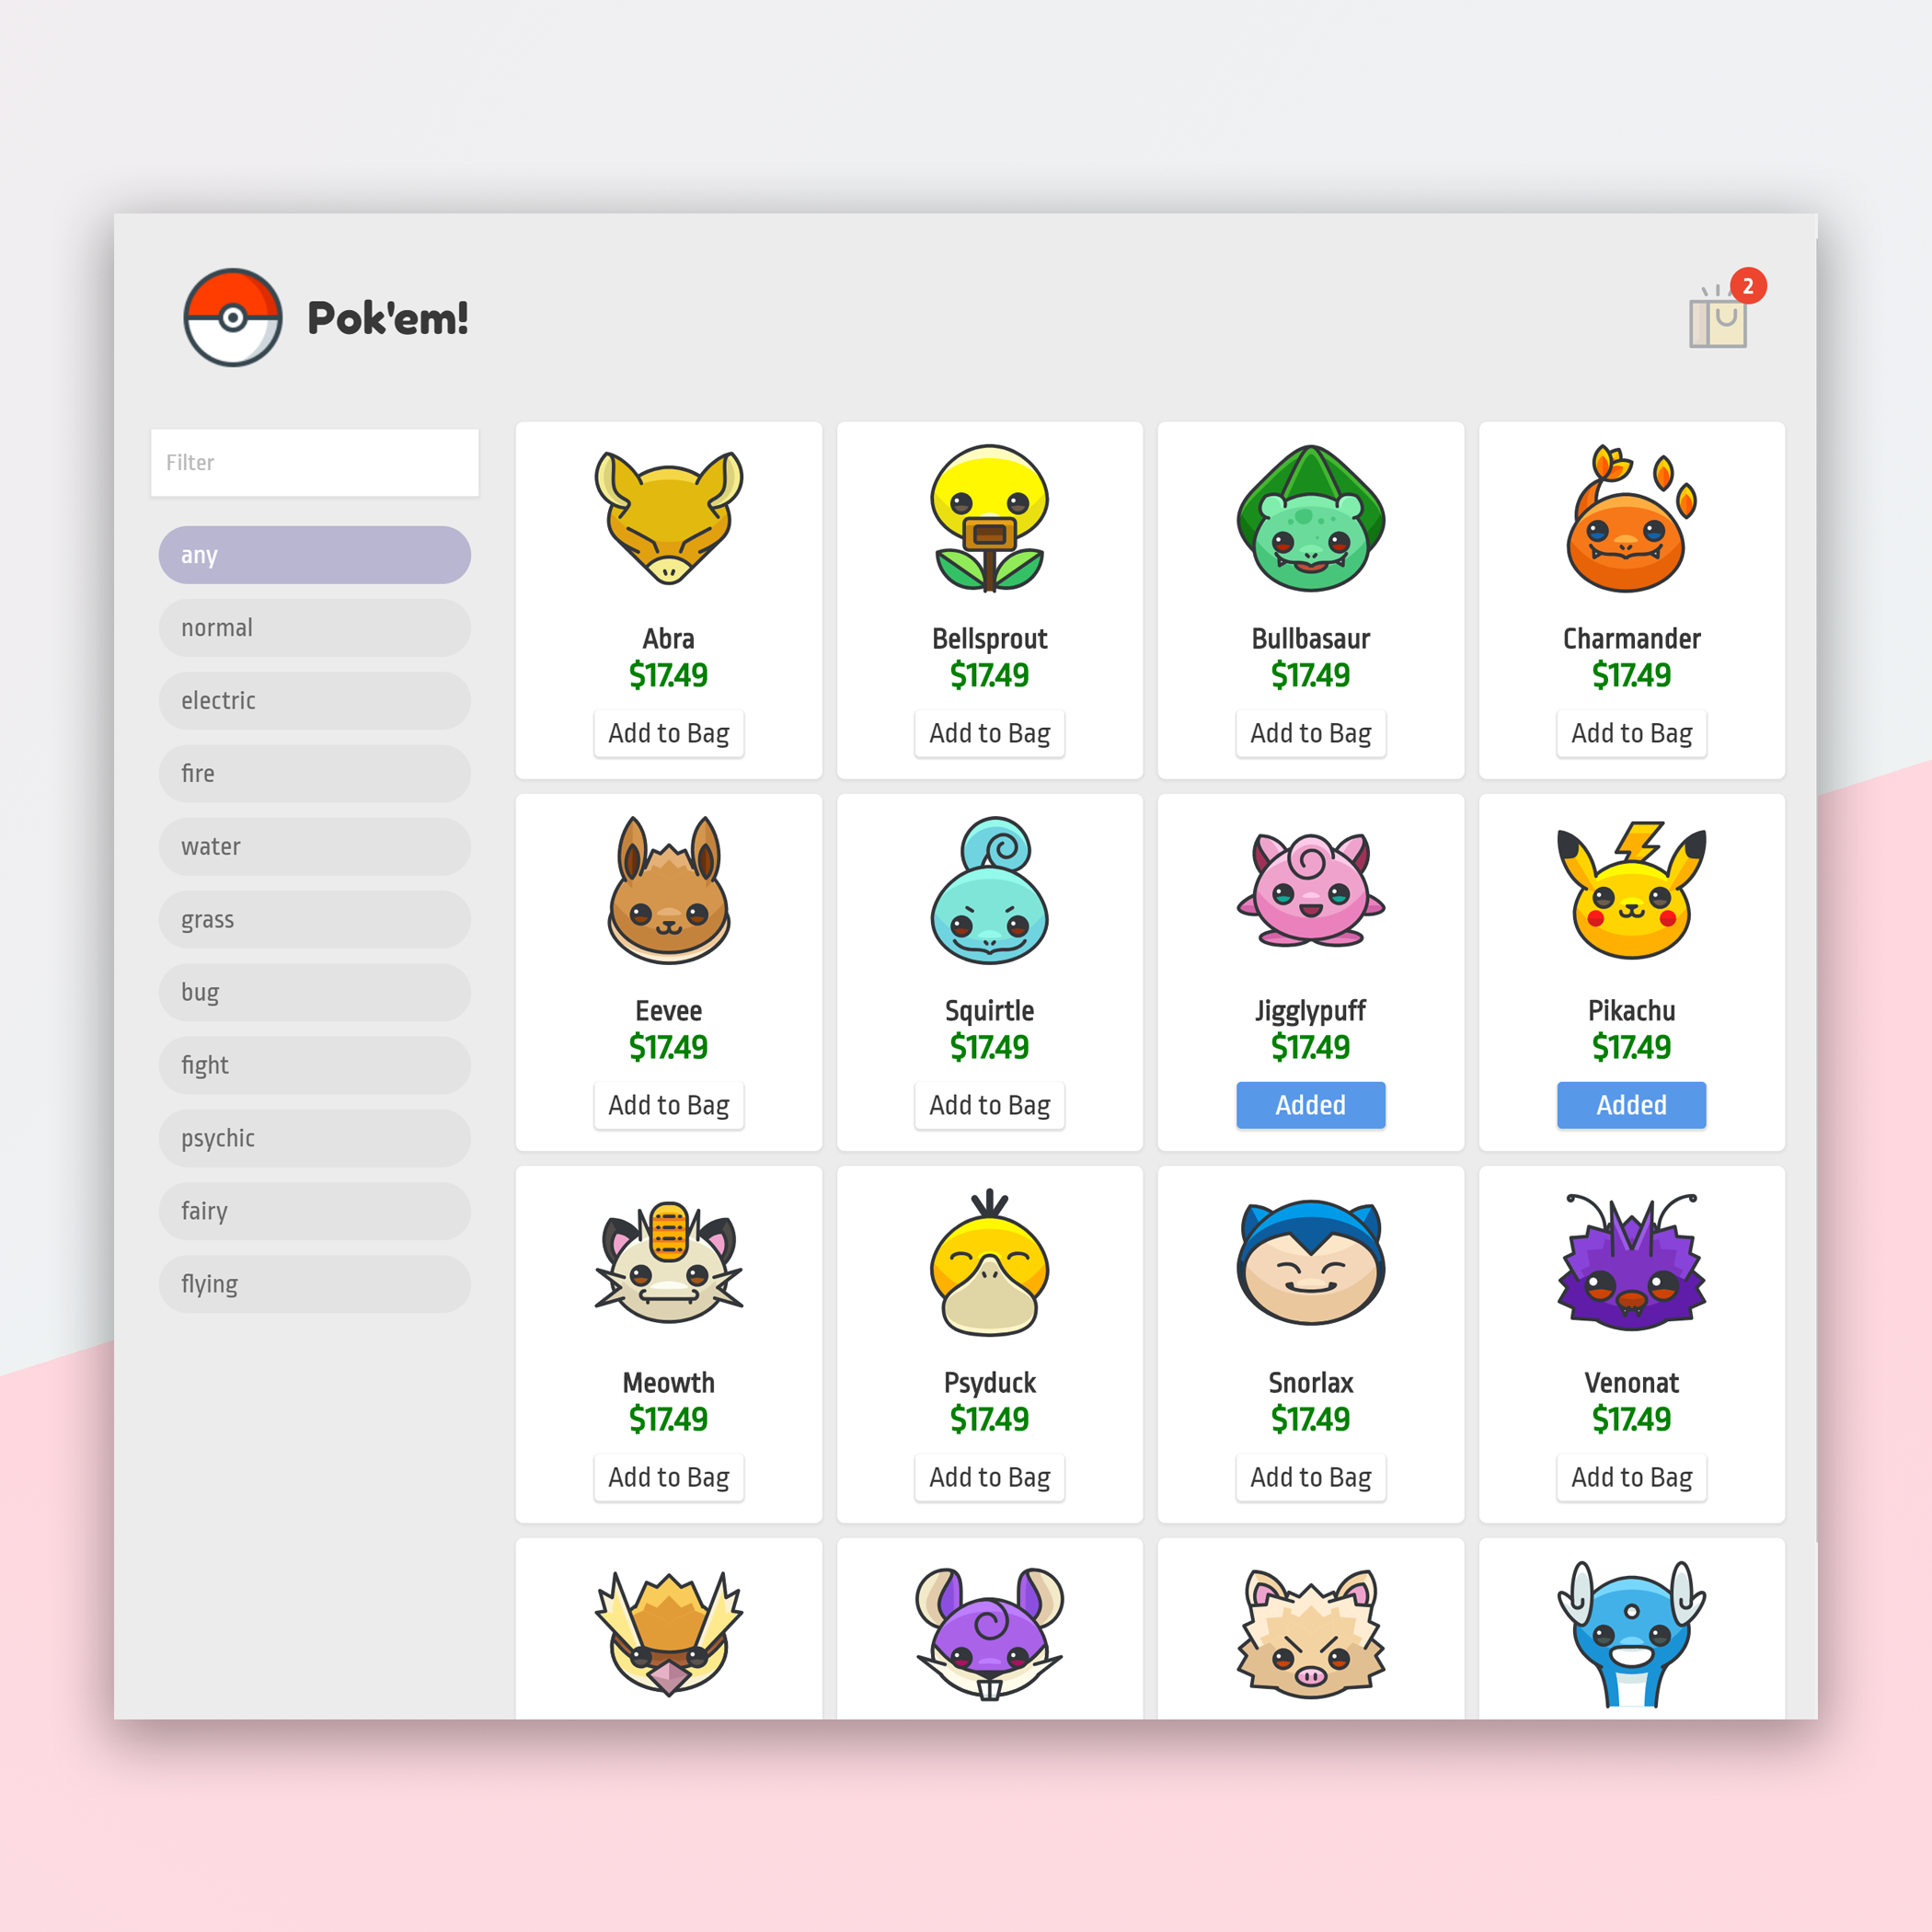 Pok'em!
2
Filter
any
normal
electric
fire
water
grass
bug
fight
psychic
fairy
flying
Abra
$17.49
Add to Bag
Bellsprout
$17.49
Add to Bag
Bullbasaur
$17.49
Add to Bag
Charmander
$17.49
Add to Bag
Eevee
$17.49
Add to Bag
Squirtle
$17.49
Add to Bag
Jigglypuff
$17.49
Added
Pikachu
$17.49
Added
Meowth
$17.49
Add to Bag
Psyduck
$17.49
Add to Bag
Snorlax
$17.49
Add to Bag
Venonat
$17.49
Add to Bag